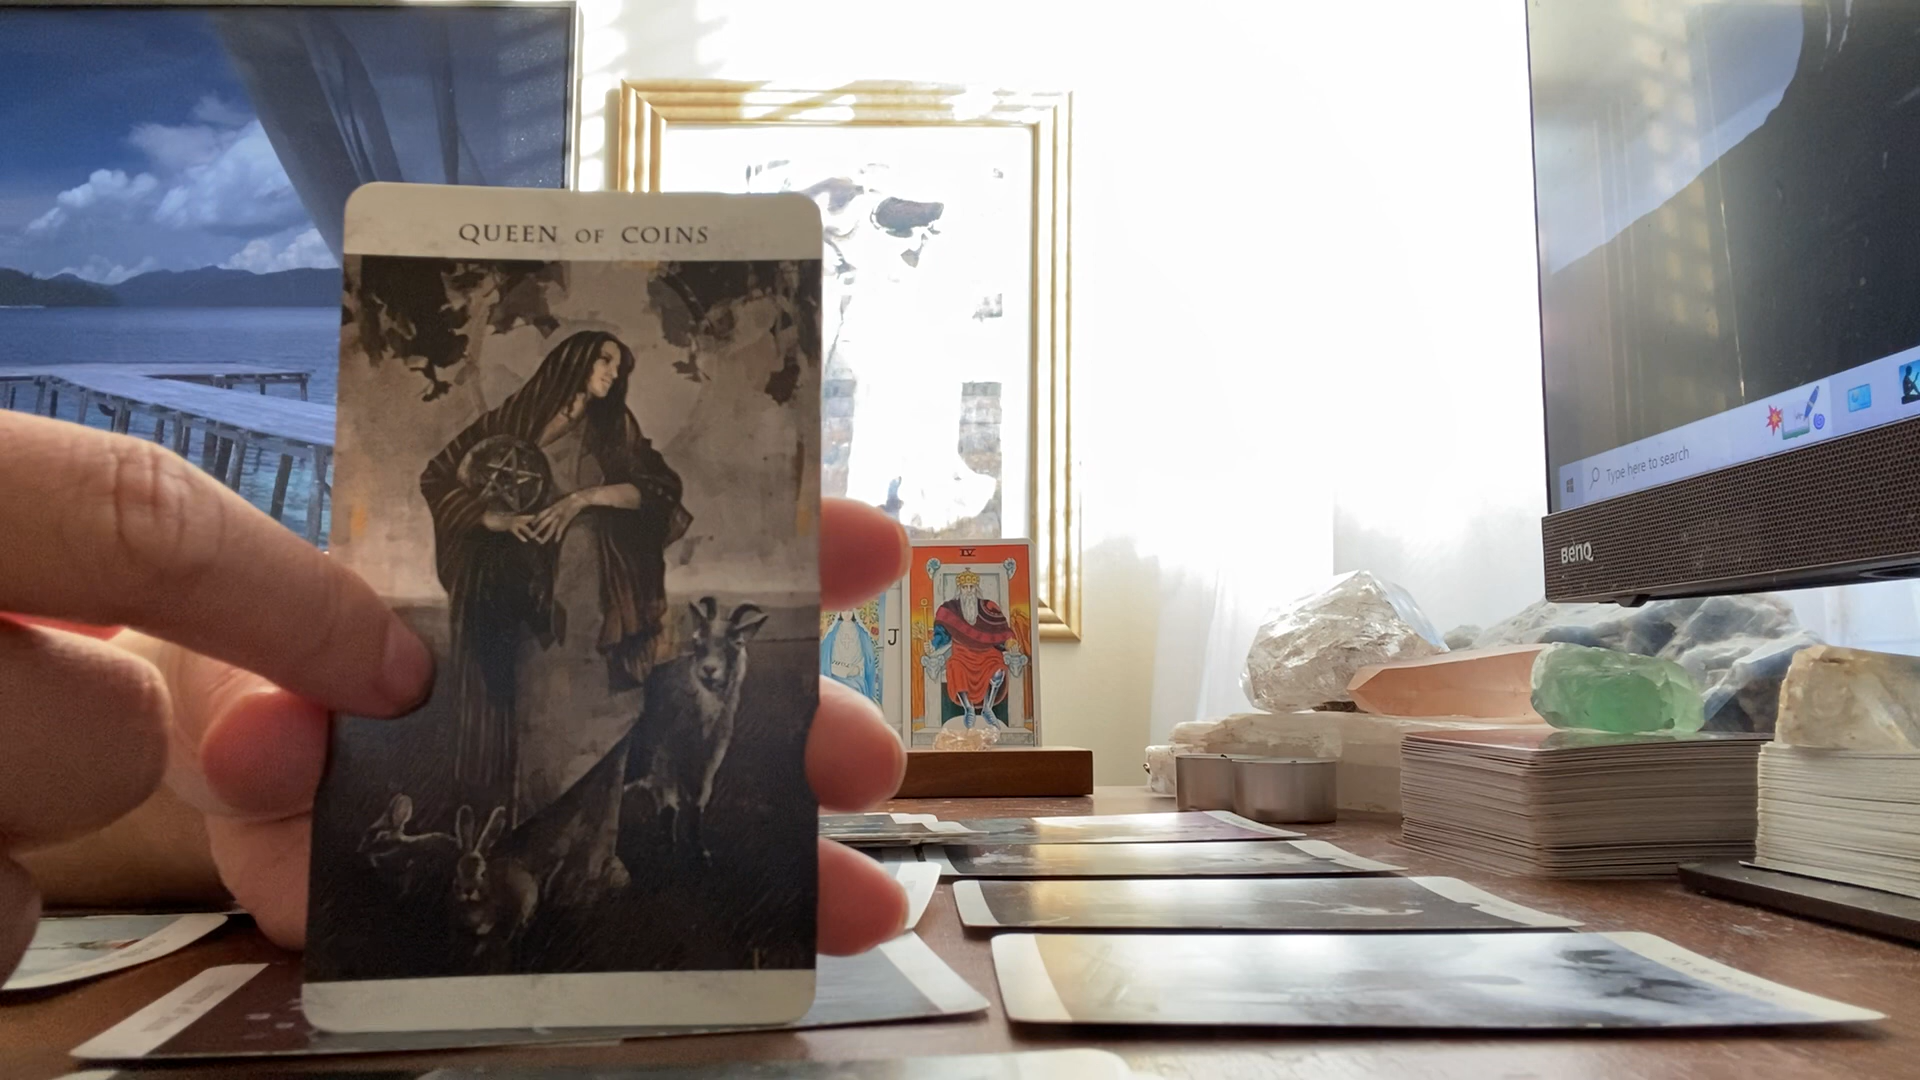 QUEEN OF COINS
IV
J
Type here to search
BenQ